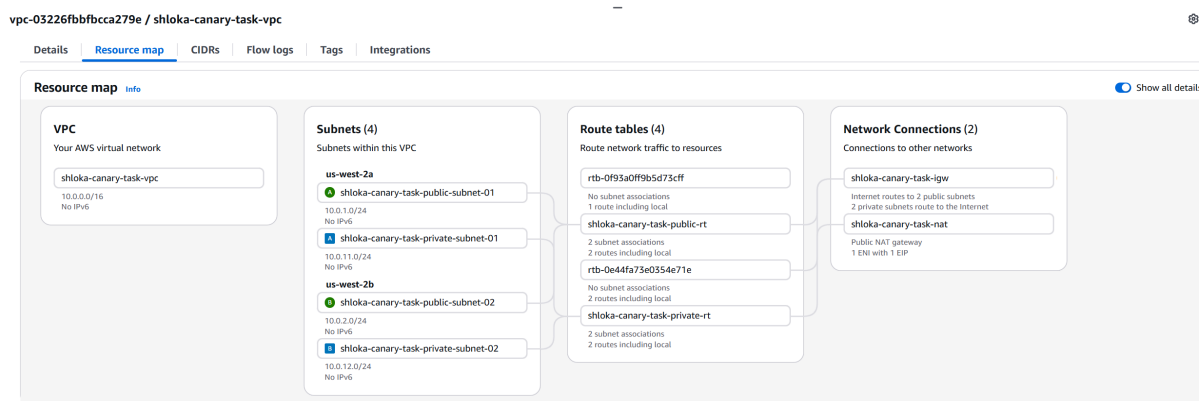 vpc-03226fbbfbcca279e / shloka-canary-task-vpc
Details
Resource map
CIDRs
Flow logs
Tags
Integrations
Resource map Info
Show all details
VPC
Your AWS virtual network
shloka-canary-task-vpc
10.0.0.0/16
No IPv6
Subnets (4)
Subnets within this VPC
us-west-2a
A shloka-canary-task-public-subnet-01
10.0.1.0/24
No IPv6
A shloka-canary-task-private-subnet-01
10.0.11.0/24
No IPv6
us-west-2b
B shloka-canary-task-public-subnet-02
10.0.2.0/24
No IPv6
B shloka-canary-task-private-subnet-02
10.0.12.0/24
No IPv6
Route tables (4)
Route network traffic to resources
rtb-0f93a0ff9b5d73cff
No subnet associations
1 route including local
shloka-canary-task-public-rt
2 subnet associations
2 routes including local
rtb-0e44fa73e0354e71e
No subnet associations
2 routes including local
shloka-canary-task-private-rt
2 subnet associations
2 routes including local
Network Connections (2)
Connections to other networks
shloka-canary-task-igw
Internet routes to 2 public subnets
2 private subnets route to the Internet
shloka-canary-task-nat
Public NAT gateway
1 ENI with 1 EIP